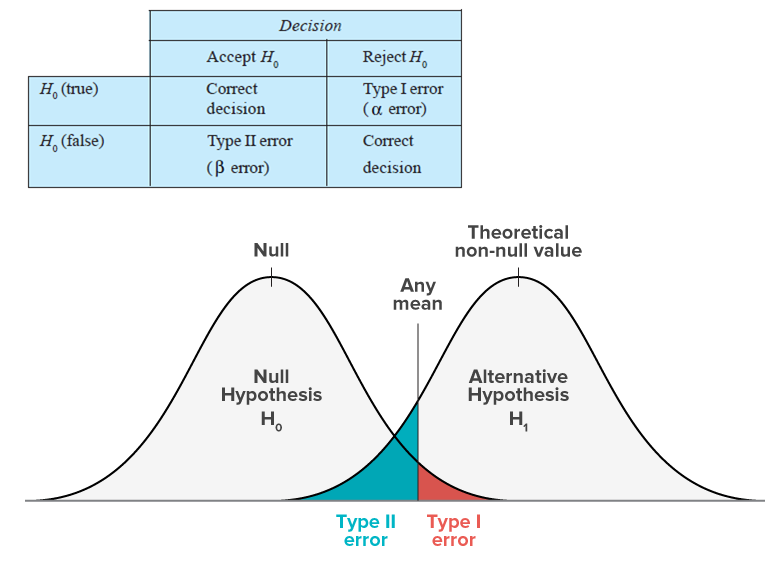 Decision
Accept H₀
Reject H₀
H₀ (true)
Correct
decision
Type I error
(α error)
H₀ (false)
Type II error
(β error)
Correct
decision
Null
Theoretical
non-null value
Any
mean
Null
Hypothesis
H₀
Alternative
Hypothesis
H₁
Type II
error
Type I
error